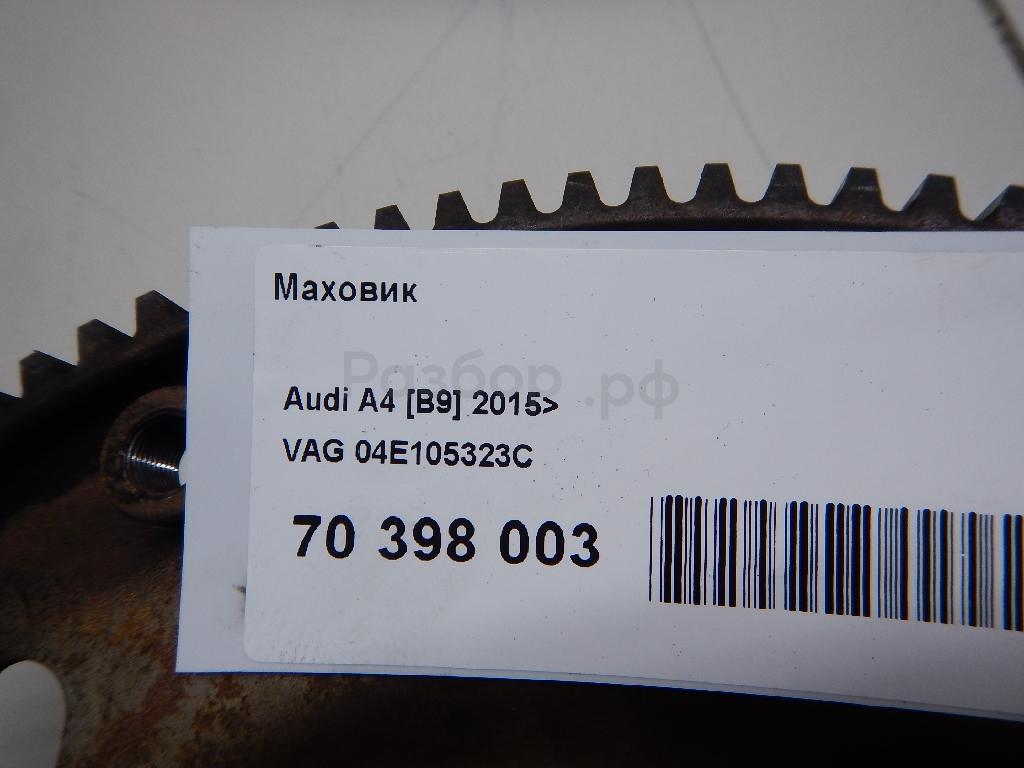 Маховик
Разбор.рф
Audi A4 [B9] 2015>
VAG 04E105323C
70 398 003